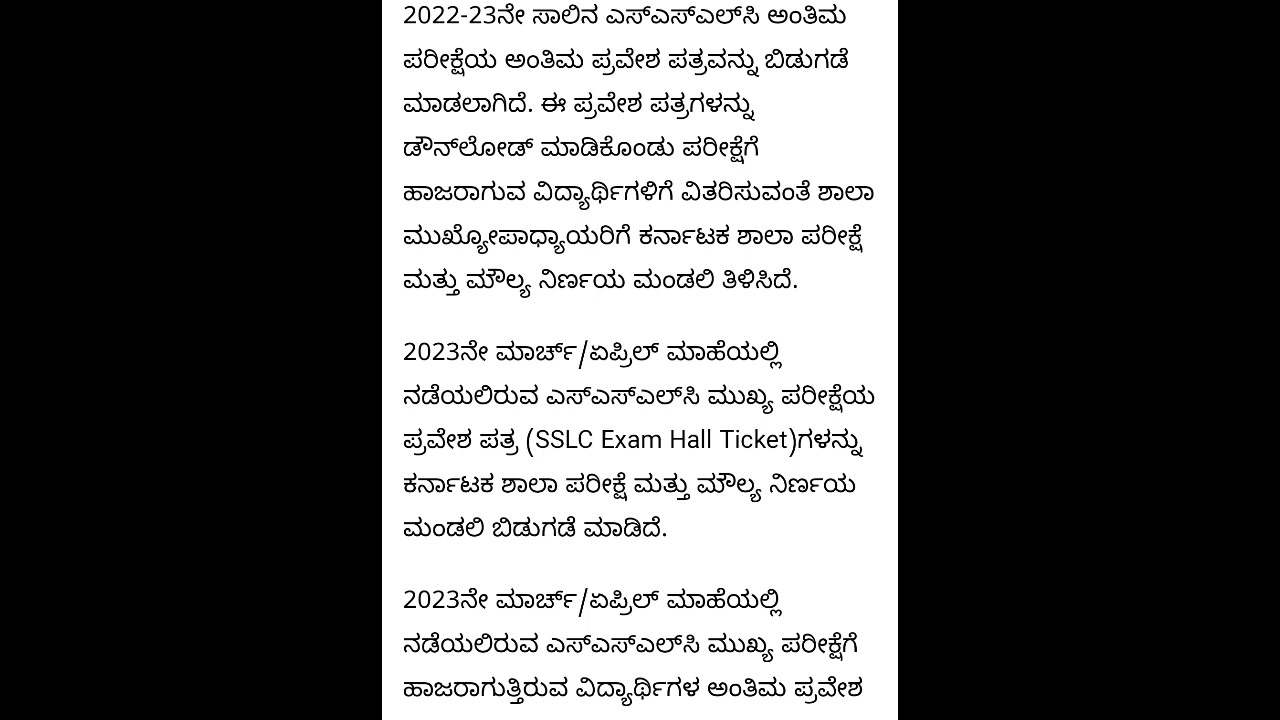 2022-23ನೇ ಸಾಲಿನ ಎಸ್ಎಸ್ಎಲ್‌ಸಿ ಅಂತಿಮ
ಪರೀಕ್ಷೆಯ ಅಂತಿಮ ಪ್ರವೇಶ ಪತ್ರವನ್ನು ಬಿಡುಗಡೆ
ಮಾಡಲಾಗಿದೆ. ಈ ಪ್ರವೇಶ ಪತ್ರಗಳನ್ನು
ಡೌನ್‌ಲೋಡ್ ಮಾಡಿಕೊಂಡು ಪರೀಕ್ಷೆಗೆ
ಹಾಜರಾಗುವ ವಿದ್ಯಾರ್ಥಿಗಳಿಗೆ ವಿತರಿಸುವಂತೆ ಶಾಲಾ
ಮುಖ್ಯೋಪಾಧ್ಯಾಯರಿಗೆ ಕರ್ನಾಟಕ ಶಾಲಾ ಪರೀಕ್ಷೆ
ಮತ್ತು ಮೌಲ್ಯ ನಿರ್ಣಯ ಮಂಡಲಿ ತಿಳಿಸಿದೆ.
2023ನೇ ಮಾರ್ಚ್/ಏಪ್ರಿಲ್ ಮಾಹೆಯಲ್ಲಿ
ನಡೆಯಲಿರುವ ಎಸ್ಎಸ್ಎಲ್‌ಸಿ ಮುಖ್ಯ ಪರೀಕ್ಷೆಯ
ಪ್ರವೇಶ ಪತ್ರ (SSLC Exam Hall Ticket)ಗಳನ್ನು
ಕರ್ನಾಟಕ ಶಾಲಾ ಪರೀಕ್ಷೆ ಮತ್ತು ಮೌಲ್ಯ ನಿರ್ಣಯ
ಮಂಡಲಿ ಬಿಡುಗಡೆ ಮಾಡಿದೆ.
2023ನೇ ಮಾರ್ಚ್/ಏಪ್ರಿಲ್ ಮಾಹೆಯಲ್ಲಿ
ನಡೆಯಲಿರುವ ಎಸ್ಎಸ್ಎಲ್‌ಸಿ ಮುಖ್ಯ ಪರೀಕ್ಷೆಗೆ
ಹಾಜರಾಗುತ್ತಿರುವ ವಿದ್ಯಾರ್ಥಿಗಳ ಅಂತಿಮ ಪ್ರವೇಶ